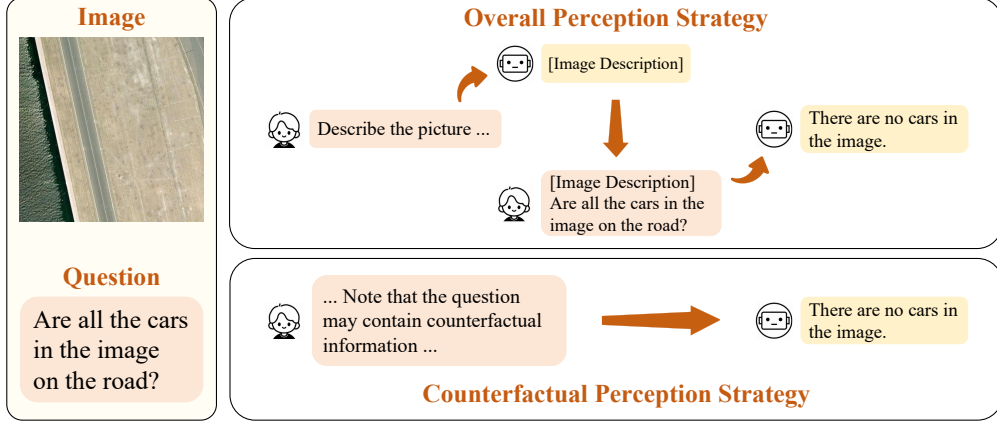 Image
Question
Are all the cars
in the image
on the road?
Overall Perception Strategy
[Image Description]
Describe the picture ...
There are no cars in
the image.
[Image Description]
Are all the cars in the
image on the road?
... Note that the question
may contain counterfactual
information ...
There are no cars in
the image.
Counterfactual Perception Strategy